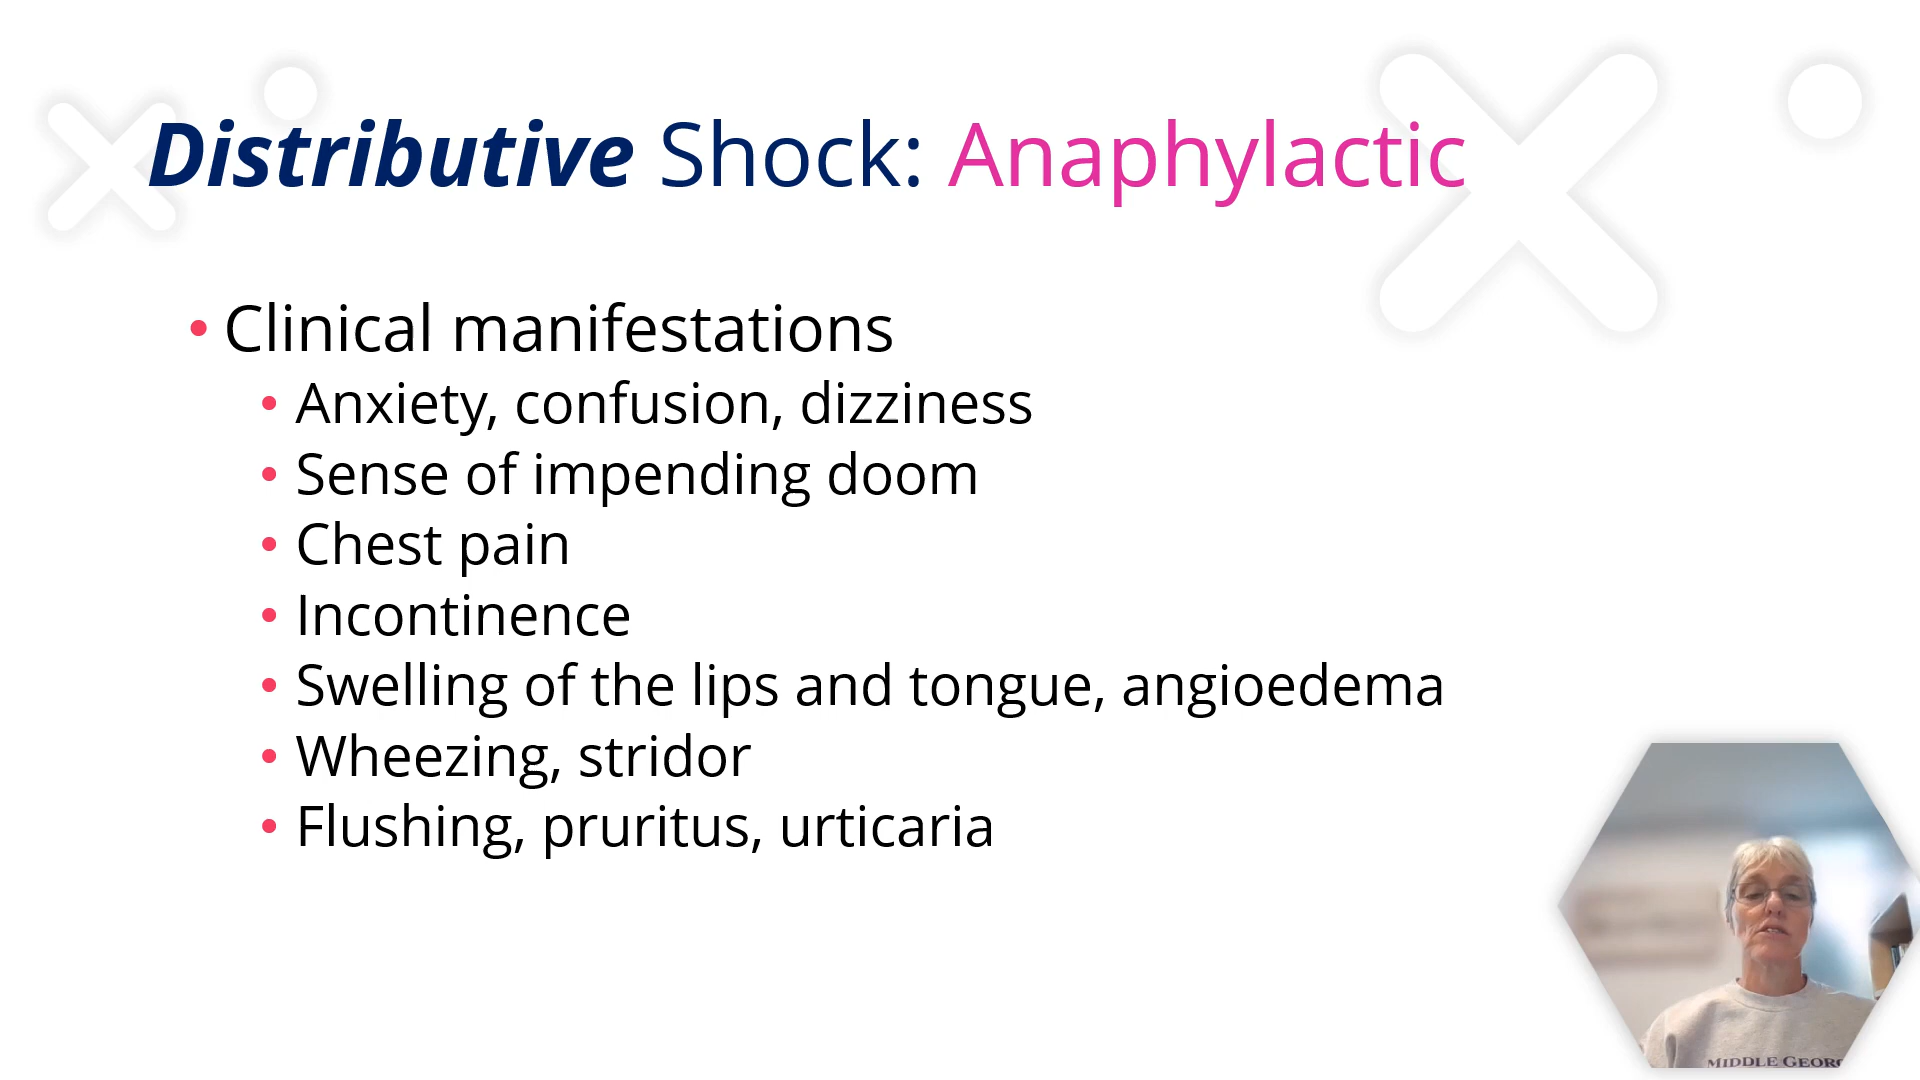 Distributive Shock: Anaphylactic
• Clinical manifestations
• Anxiety, confusion, dizziness
• Sense of impending doom
• Chest pain
• Incontinence
• Swelling of the lips and tongue, angioedema
• Wheezing, stridor
• Flushing, pruritus, urticaria
MIDDLE GEORG